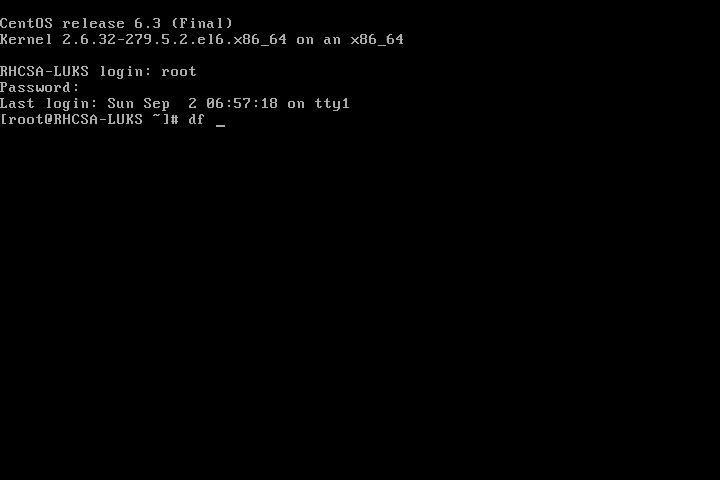 CentOS release 6.3 (Final)
Kernel 2.6.32-279.5.2.el6.x86_64 on an x86_64
RHCSA-LUKS login: root
Password:
Last login: Sun Sep  2 06:57:18 on tty1
[root@RHCSA-LUKS ~]# df _